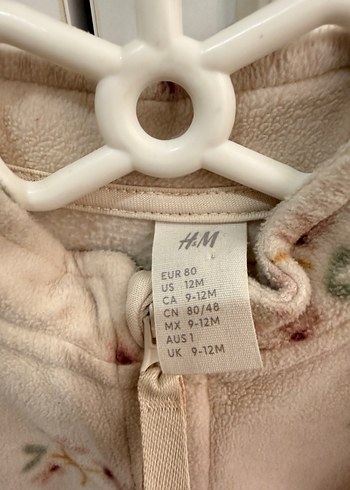 H&M
EUR 80
US 12M
CA 9-12M
CN 80/48
MX 9-12M
AUS 1
UK 9-12M